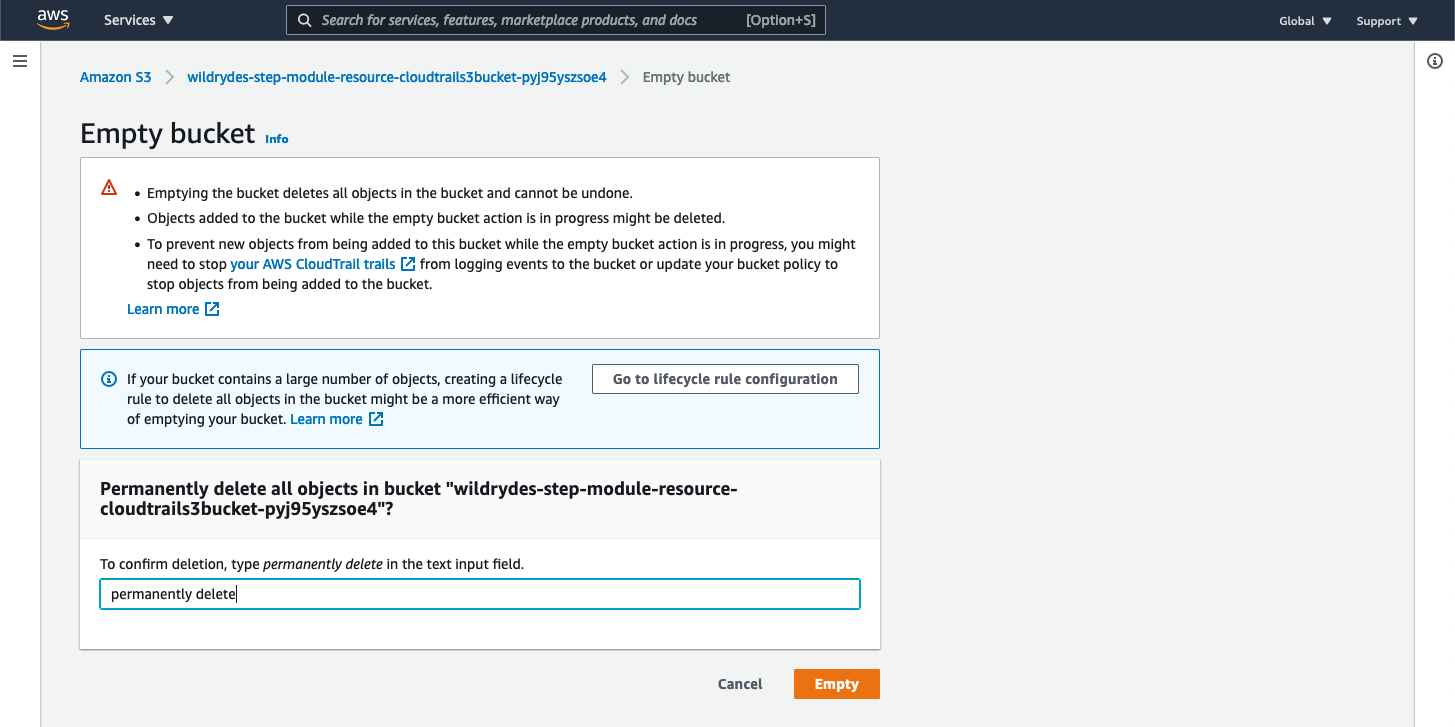 aws Services Search for services, features, marketplace products, and docs [Option+S] Global Support
Amazon S3 wildrydes-step-module-resource-cloudtrails3bucket-pyj95yszsoe4 Empty bucket
Empty bucket Info
Emptying the bucket deletes all objects in the bucket and cannot be undone.
Objects added to the bucket while the empty bucket action is in progress might be deleted.
To prevent new objects from being added to this bucket while the empty bucket action is in progress, you might
need to stop your AWS CloudTrail trails from logging events to the bucket or update your bucket policy to
stop objects from being added to the bucket.
Learn more
If your bucket contains a large number of objects, creating a lifecycle
rule to delete all objects in the bucket might be a more efficient way
of emptying your bucket. Learn more
Go to lifecycle rule configuration
Permanently delete all objects in bucket "wildrydes-step-module-resource-
cloudtrails3bucket-pyj95yszsoe4"?
To confirm deletion, type permanently delete in the text input field.
permanently delete
Cancel Empty